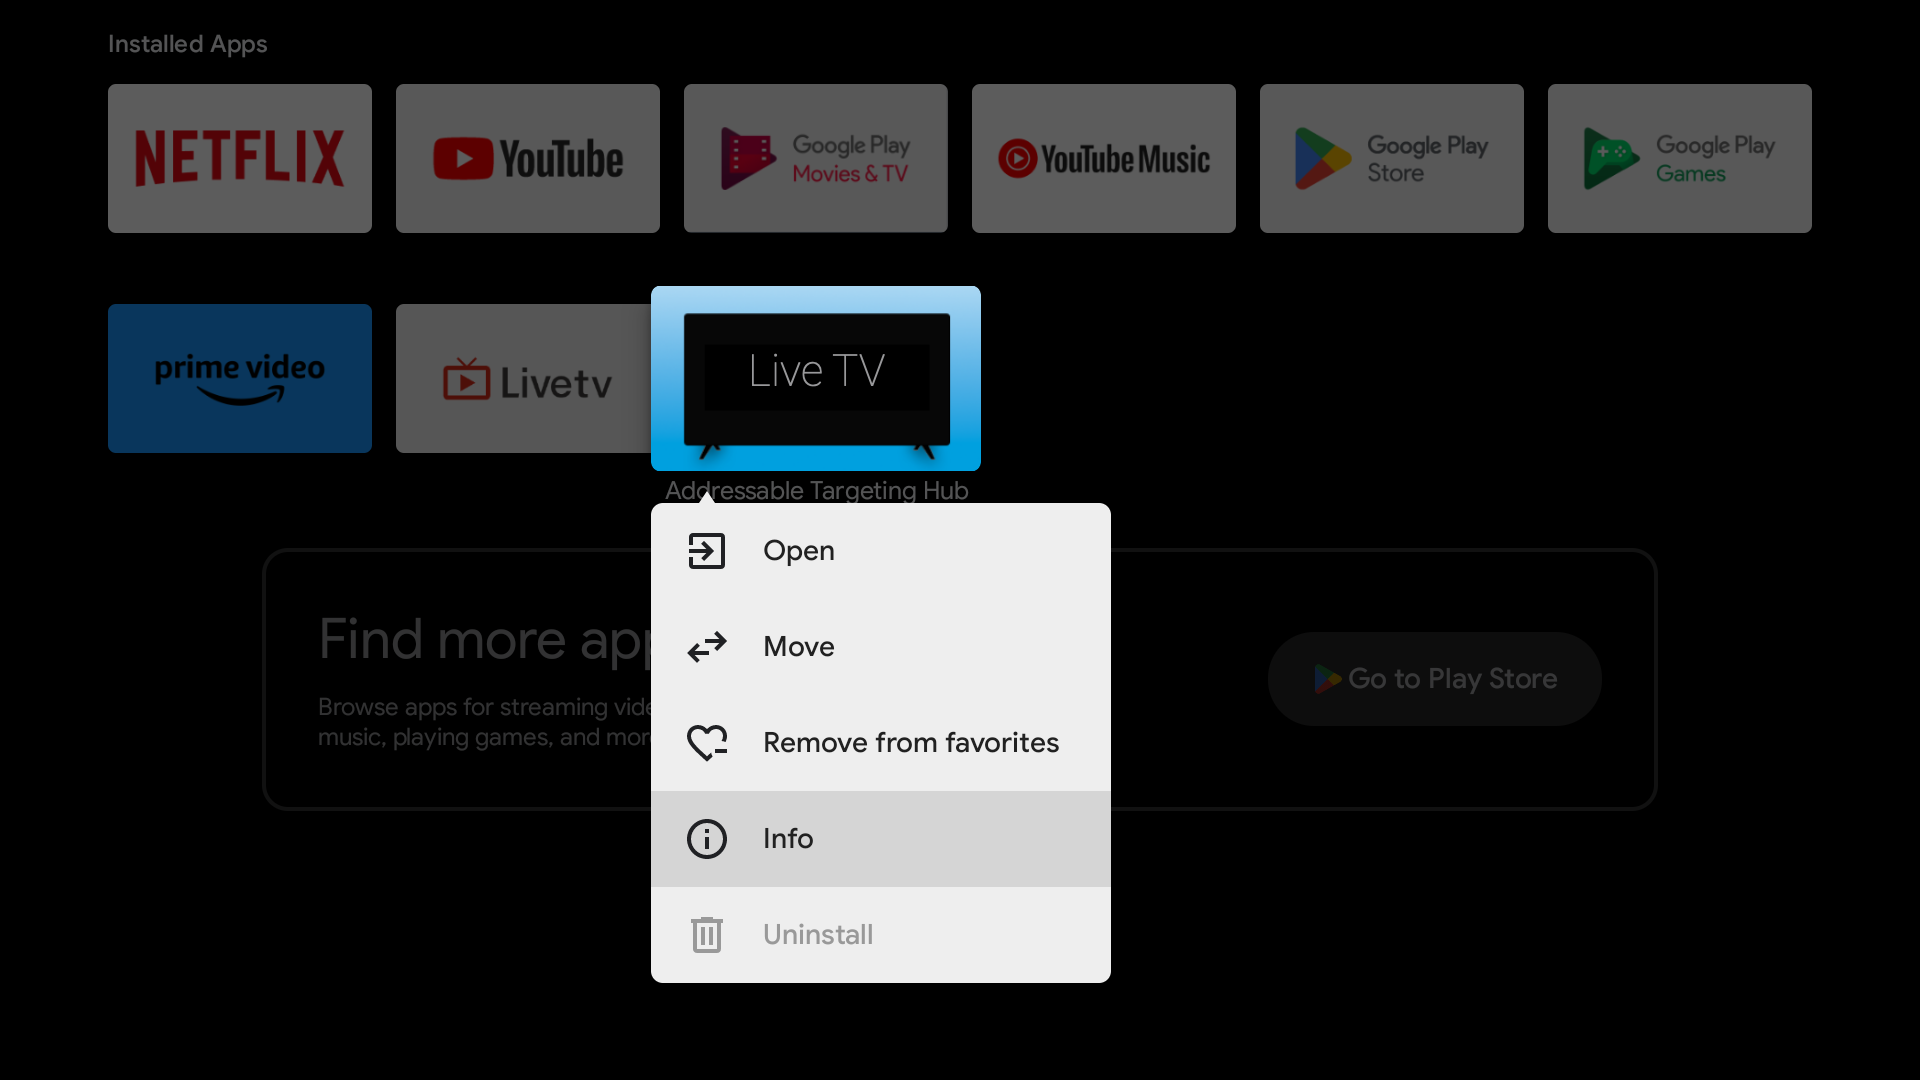 Installed Apps
NETFLIX
YouTube
Google Play
Movies & TV
YouTube Music
Google Play
Store
Google Play
Games
prime video
Livetv
Live TV
Addressable Targeting Hub
Open
Move
Remove from favorites
Info
Uninstall
Find more app
Browse apps for streaming vide
music, playing games, and mor
Go to Play Store